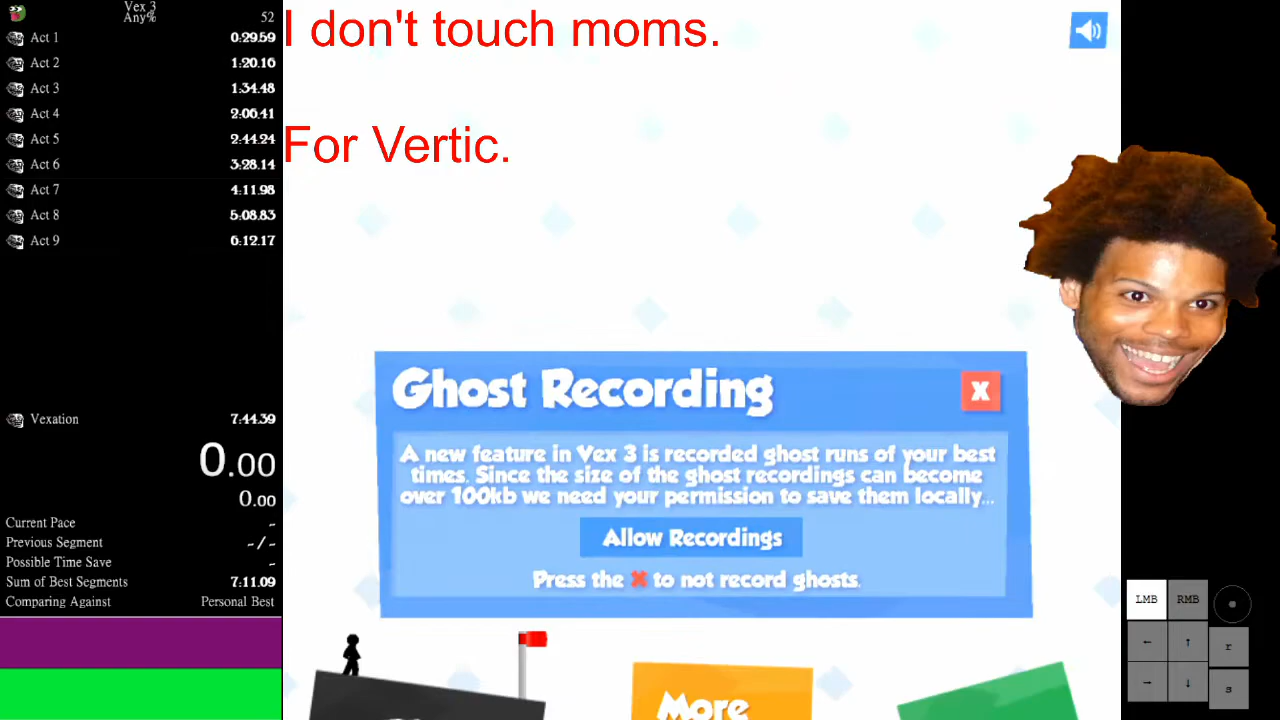 Vex 3
Any% 52
Act 1 0:29.59
Act 2 1:20.16
Act 3 1:34.48
Act 4 2:06.41
Act 5 2:44.24
Act 6 3:28.14
Act 7 4:11.98
Act 8 5:08.83
Act 9 6:12.17
Vexation 7:44.39
0.00
0.00
Current Pace -
Previous Segment - / -
Possible Time Save -
Sum of Best Segments 7:11.09
Comparing Against Personal Best
I don't touch moms.
For Vertic.
Ghost Recording X
A new feature in Vex 3 is recorded ghost runs of your best
times. Since the size of the ghost recordings can become
over 100kb we need your permission to save them locally...
Allow Recordings
Press the X to not record ghosts.
More
LMB RMB
← ↑ r
→ ↓ s